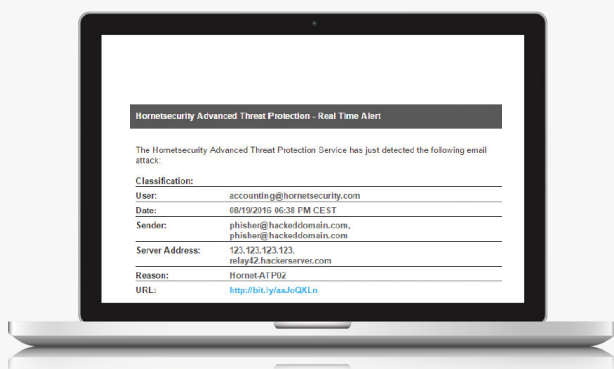 Hornetsecurity Advanced Threat Protection - Real Time Alert
The Hornetsecurity Advanced Threat Protection Service has just detected the following email
attack:
Classification:
User: accounting@hornetsecurity.com
Date: 08/19/2016 06:38 PM CEST
Sender: phisher@hackeddomain.com,
phisher@hackeddomain.com
Server Address: 123.123.123.123,
relay42.hackerserver.com
Reason: Hornet-ATP02
URL: http://bit.ly/axJoQXLn